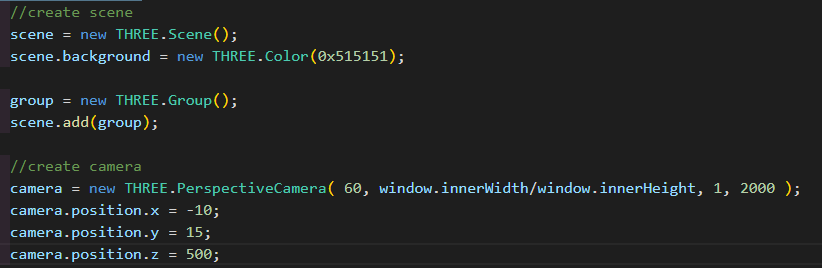 //create scene
scene = new THREE.Scene();
scene.background = new THREE.Color(0x515151);
group = new THREE.Group();
scene.add(group);
//create camera
camera = new THREE.PerspectiveCamera( 60, window.innerWidth/window.innerHeight, 1, 2000 );
camera.position.x = -10;
camera.position.y = 15;
camera.position.z = 500;